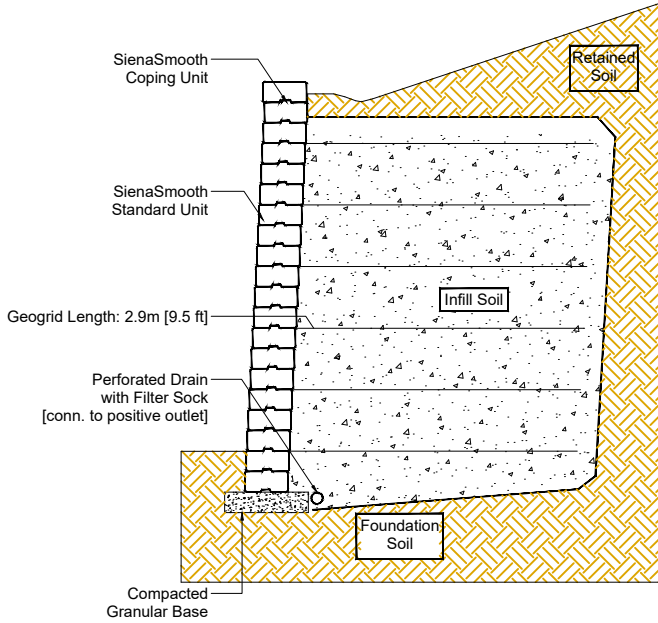 SienaSmooth
Coping Unit
Retained
Soil
SienaSmooth
Standard Unit
Infill Soil
Geogrid Length: 2.9m [9.5 ft]
Perforated Drain
with Filter Sock
[conn. to positive outlet]
Foundation
Soil
Compacted
Granular Base